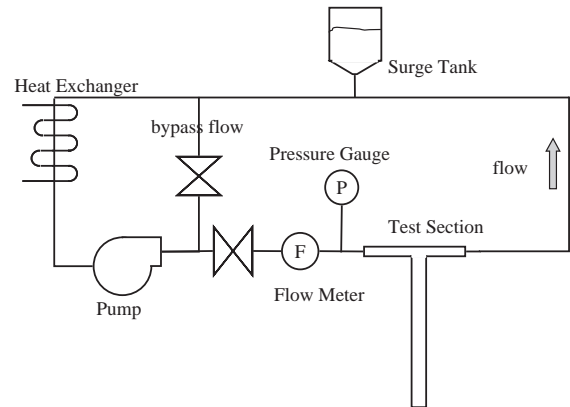 Surge Tank
Heat Exchanger
bypass flow
Pressure Gauge
P
flow
Test Section
F
Flow Meter
Pump